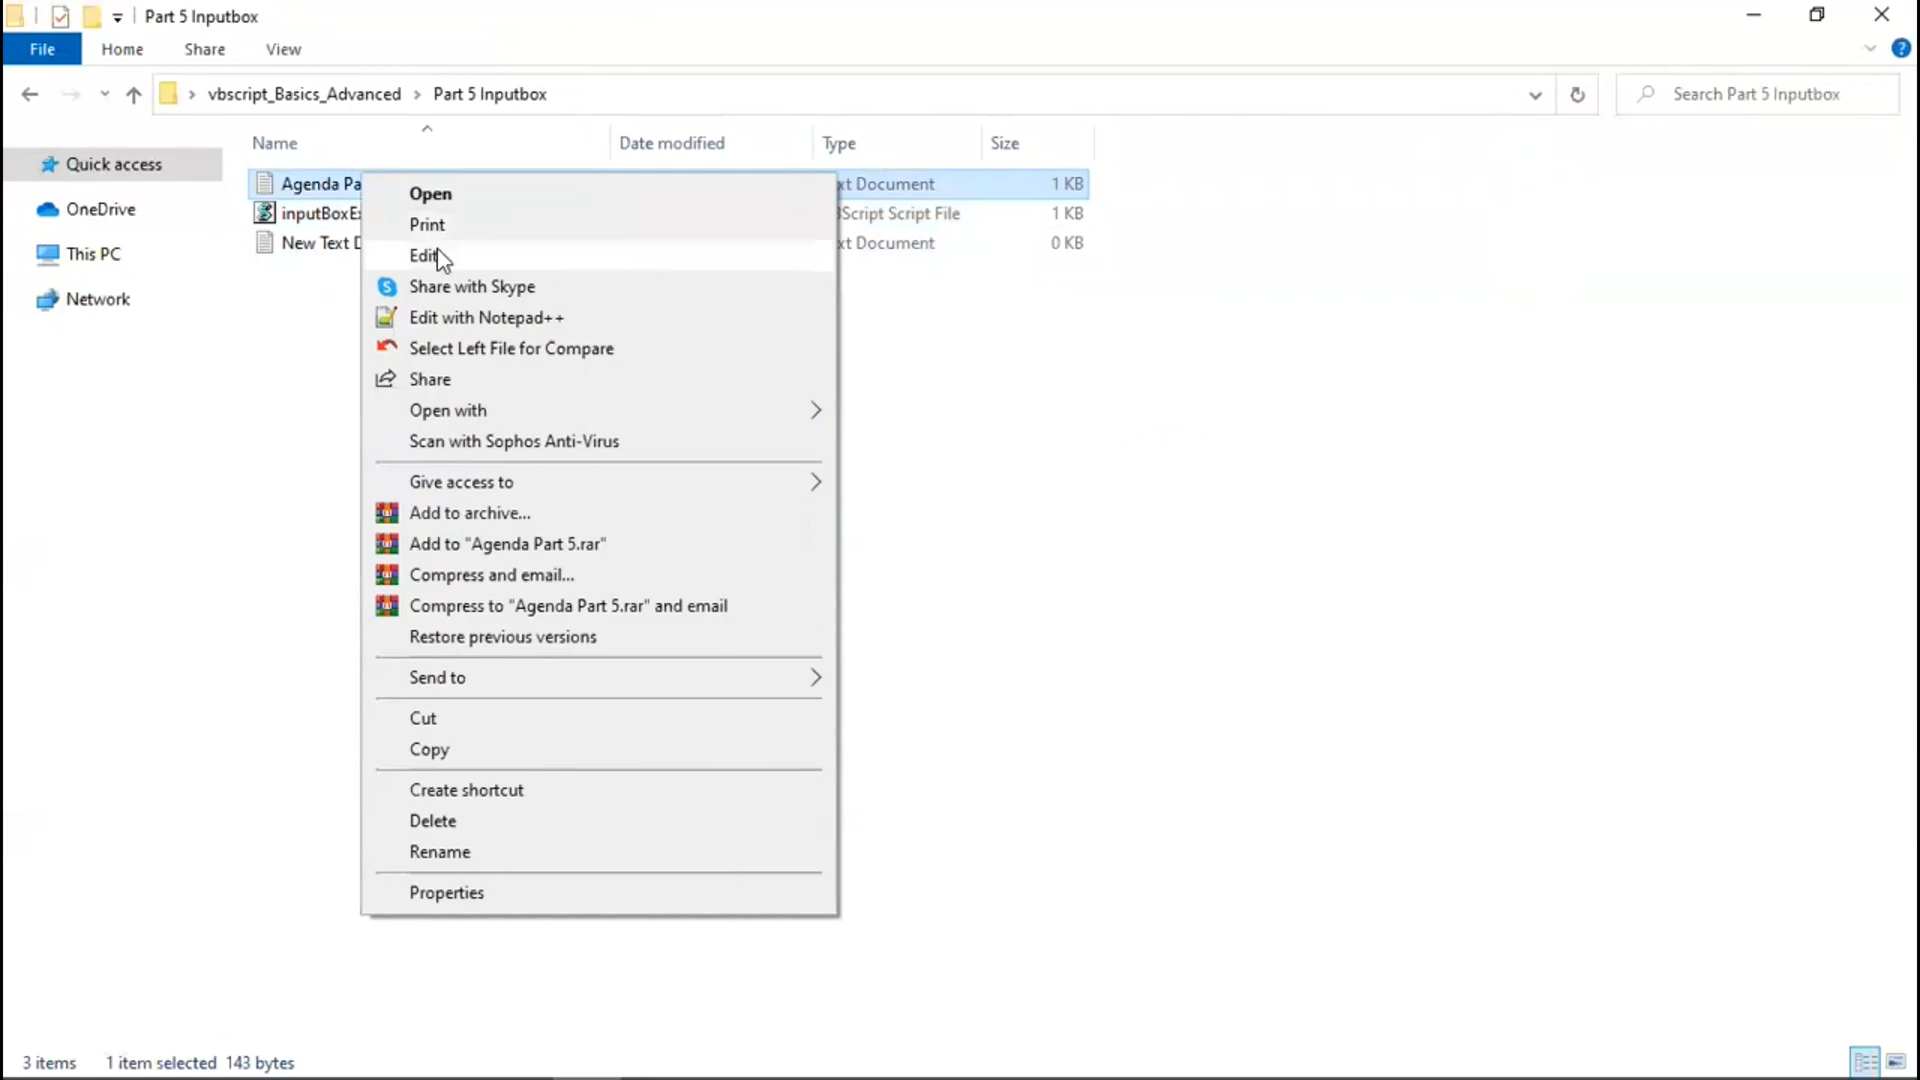 Part 5 Inputbox
File Home Share View
vbscript_Basics_Advanced Part 5 Inputbox Search Part 5 Inputbox
Name Date modified Type Size
Quick access
OneDrive
This PC
Network
Agenda Pa xt Document 1 KB
inputBoxEx Script Script File 1 KB
New Text D xt Document 0 KB
Open
Print
Edit
Share with Skype
Edit with Notepad++
Select Left File for Compare
Share
Open with
Scan with Sophos Anti-Virus
Give access to
Add to archive...
Add to "Agenda Part 5.rar"
Compress and email...
Compress to "Agenda Part 5.rar" and email
Restore previous versions
Send to
Cut
Copy
Create shortcut
Delete
Rename
Properties
3 items 1 item selected 143 bytes